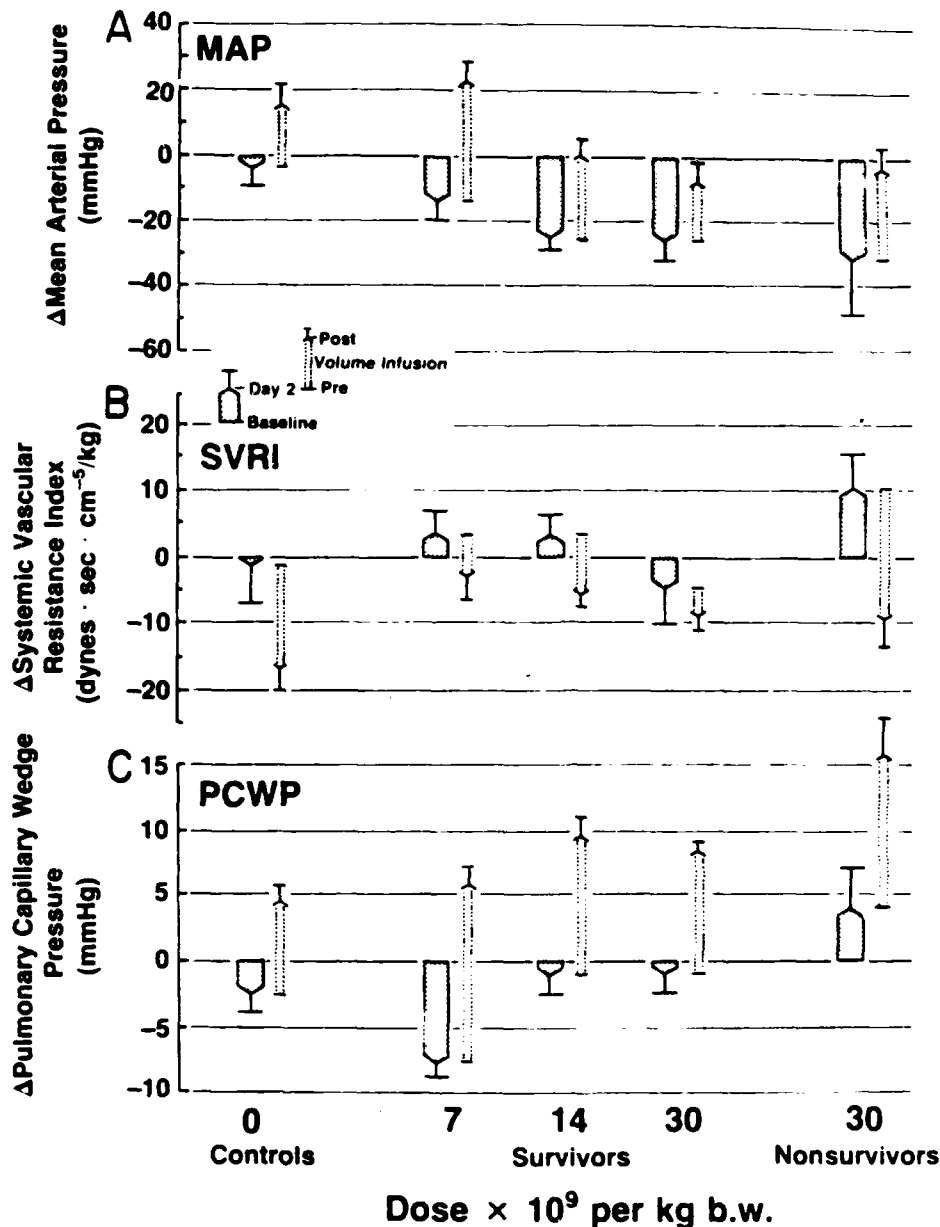 A
MAP
ΔMean Arterial Pressure
(mmHg)
40
20
0
-20
-40
-60
Post
Volume Infusion
Pre
Day 2
Baseline
B
SVRI
ΔSystemic Vascular
Resistance Index
(dynes · sec · cm⁻⁵/kg)
20
10
0
-10
-20
C
PCWP
ΔPulmonary Capillary Wedge
Pressure
(mmHg)
15
10
5
0
-5
-10
0 7 14 30 30
Controls Survivors Nonsurvivors
Dose × 10⁹ per kg b.w.